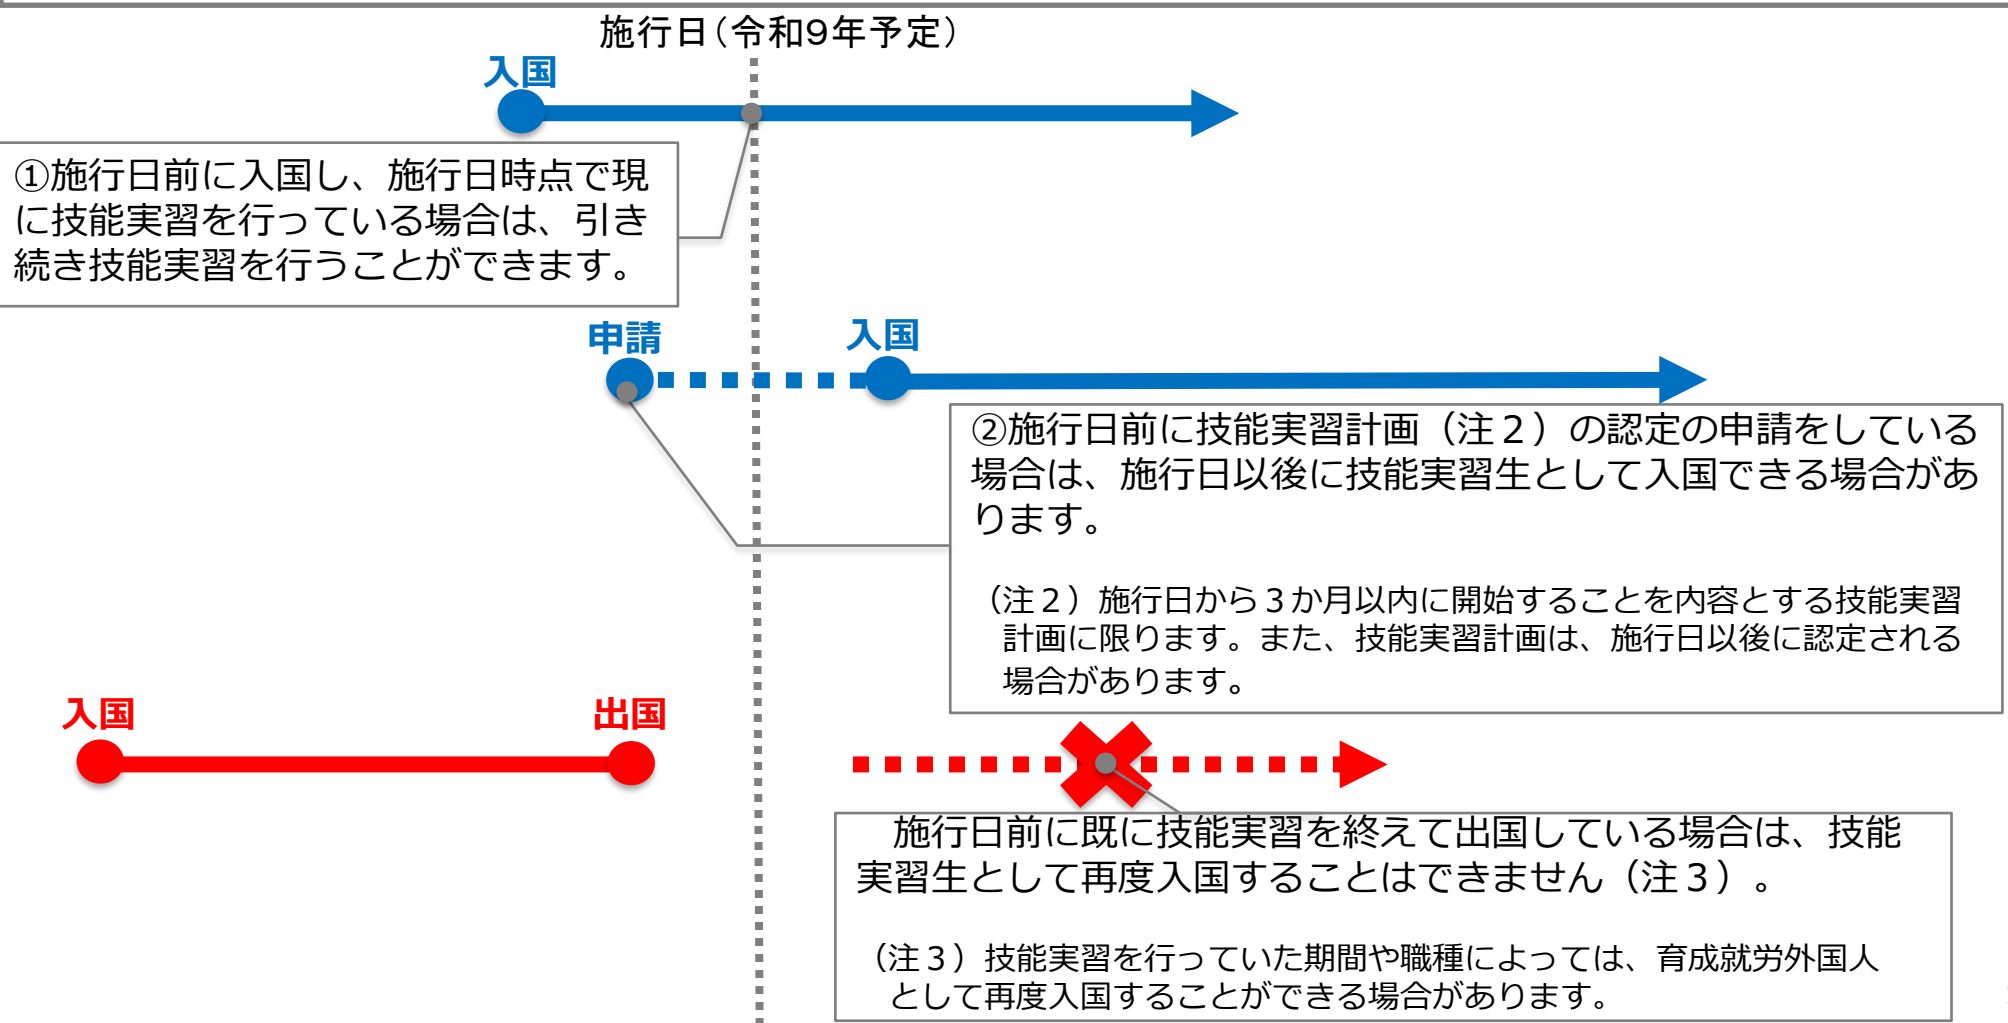 施行日(令和9年予定)
入国
①施行日前に入国し、施行日時点で現
に技能実習を行っている場合は、引き
続き技能実習を行うことができます。
申請
入国
②施行日前に技能実習計画（注２）の認定の申請をしている
場合は、施行日以後に技能実習生として入国できる場合があ
ります。
（注２）施行日から３か月以内に開始することを内容とする技能実習
計画に限ります。また、技能実習計画は、施行日以後に認定される
場合があります。
入国
出国
施行日前に既に技能実習を終えて出国している場合は、技能
実習生として再度入国することはできません（注３）。
（注３）技能実習を行っていた期間や職種によっては、育成就労外国人
として再度入国することができる場合があります。